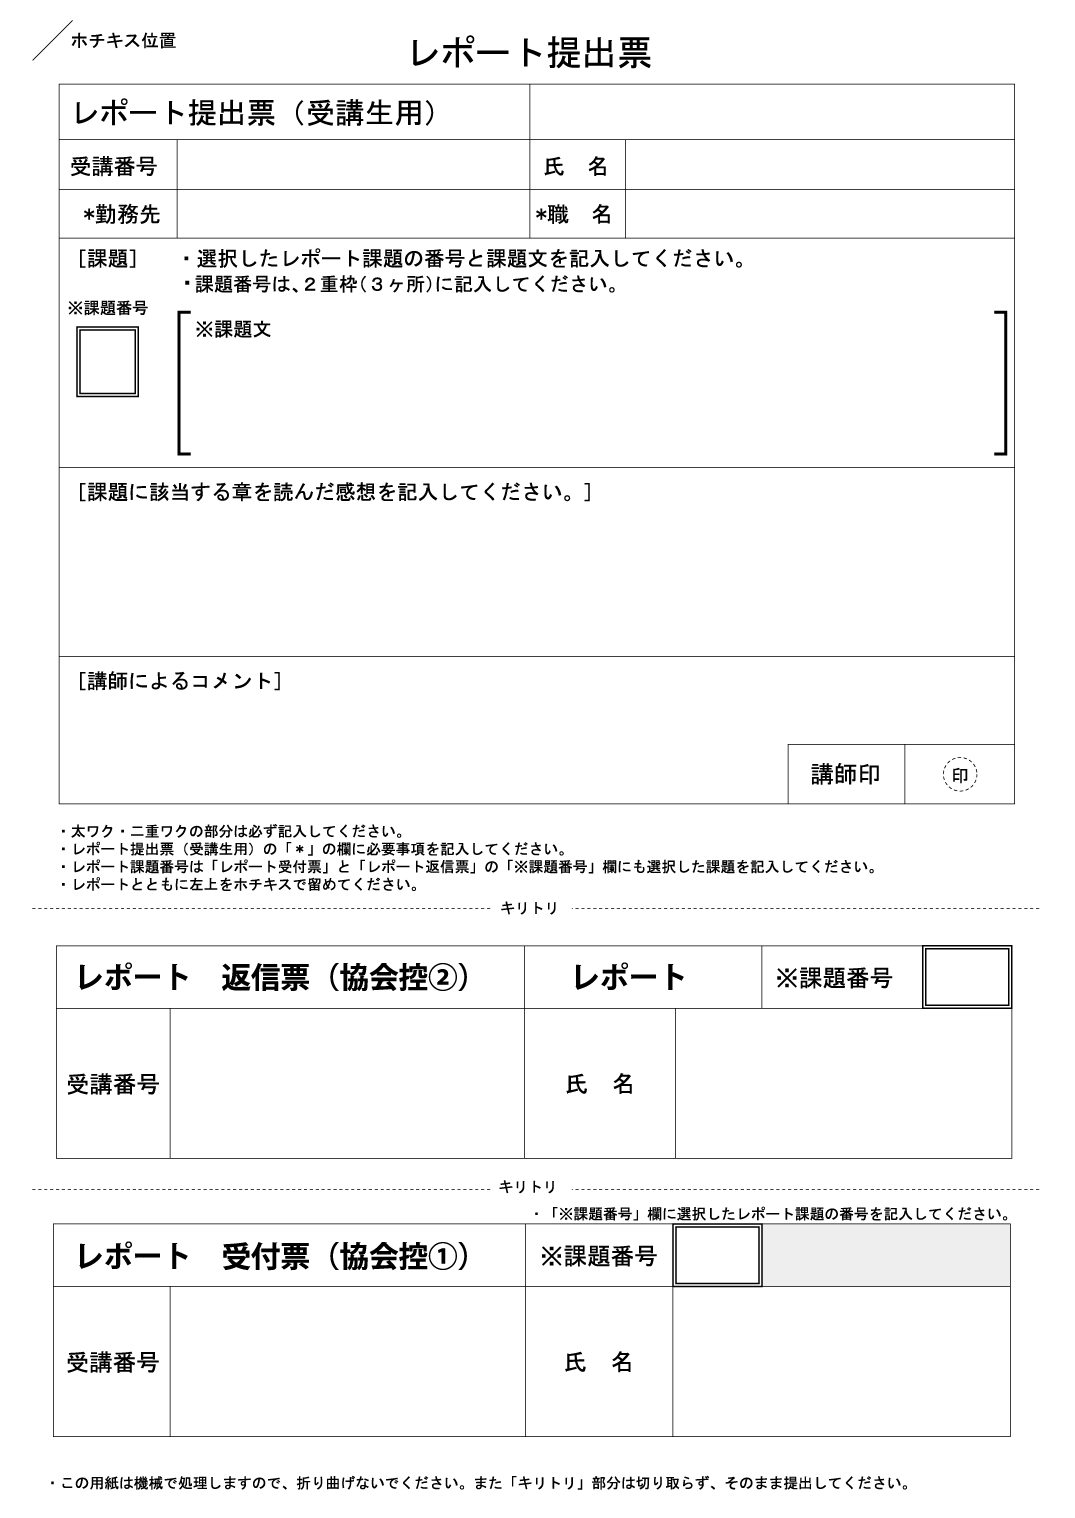 ホチキス位置
レポート提出票
レポート提出票（受講生用）
受講番号
氏　名
*勤務先
*職　名
［課題］
・選択したレポート課題の番号と課題文を記入してください。
・課題番号は、２重枠（３ヶ所）に記入してください。
※課題番号
※課題文
［課題に該当する章を読んだ感想を記入してください。］
［講師によるコメント］
講師印
印
・太ワク・二重ワクの部分は必ず記入してください。
・レポート提出票（受講生用）の「＊」の欄に必要事項を記入してください。
・レポート課題番号は「レポート受付票」と「レポート返信票」の「※課題番号」欄にも選択した課題を記入してください。
・レポートとともに左上をホチキスで留めてください。
キリトリ
レポート　返信票（協会控②）
レポート
※課題番号
受講番号
氏　名
キリトリ
・「※課題番号」欄に選択したレポート課題の番号を記入してください。
レポート　受付票（協会控①）
※課題番号
受講番号
氏　名
・この用紙は機械で処理しますので、折り曲げないでください。また「キリトリ」部分は切り取らず、そのまま提出してください。